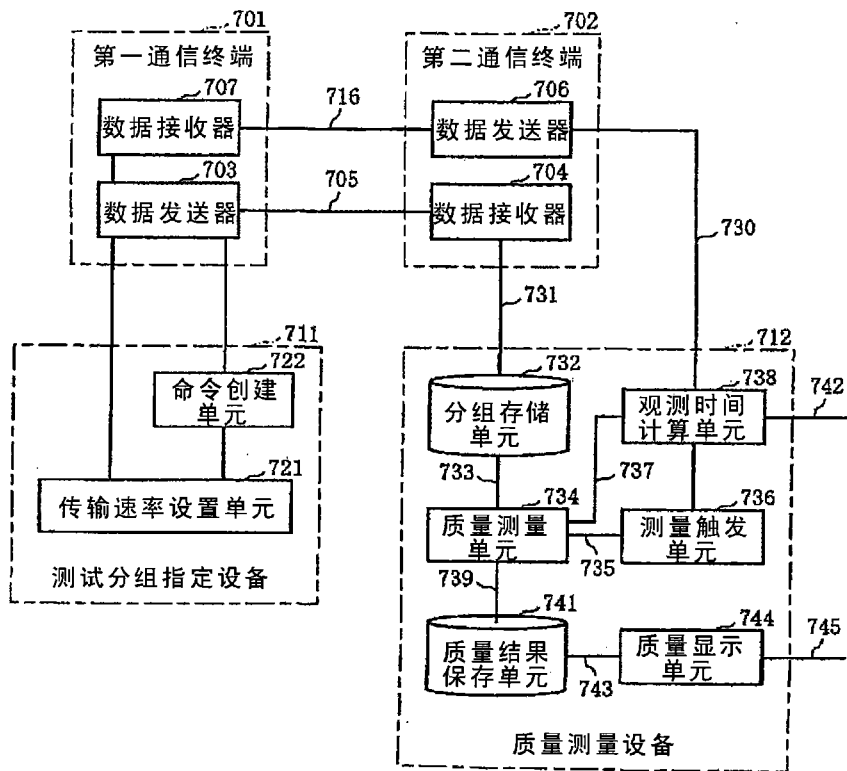 701
第一通信终端
707
数据接收器
703
数据发送器
716
705
702
第二通信终端
706
数据发送器
704
数据接收器
730
731
711
722
命令创建
单元
721
传输速率设置单元
测试分组指定设备
712
732
分组存储
单元
738
观测时间
计算单元
742
733
737
734
质量测量
单元
735
736
测量触发
单元
739
741
质量结果
保存单元
743
744
质量显示
单元
745
质量测量设备